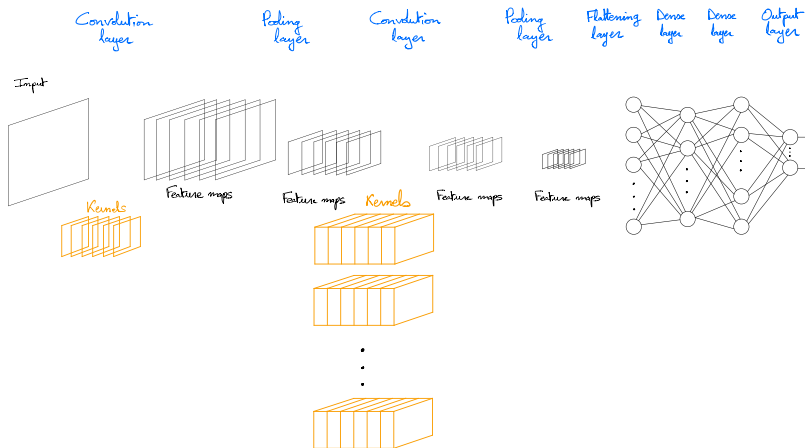 Convolution
layer
Pooling
layer
Convolution
layer
Pooling
layer
Flattening
layer
Dense
layer
Dense
layer
Output
layer
Input
Feature maps
Feature maps
Feature maps
Feature maps
Kernels
Kernels